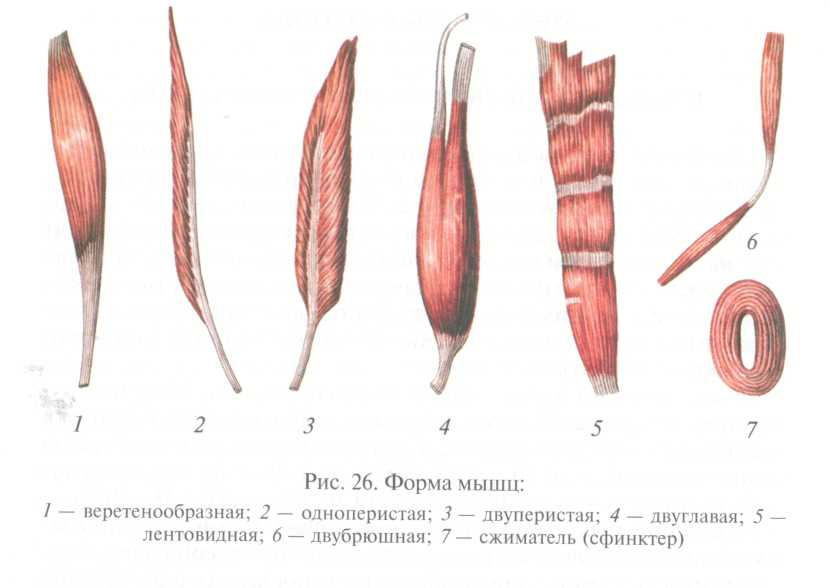 6
1 2 3 4 5 7
Рис. 26. Форма мышц:
1 — веретенообразная; 2 — одноперистая; 3 — двуперистая; 4 — двуглавая; 5 —
лентовидная; 6 — двубрюшная; 7 — сжиматель (сфинктер)